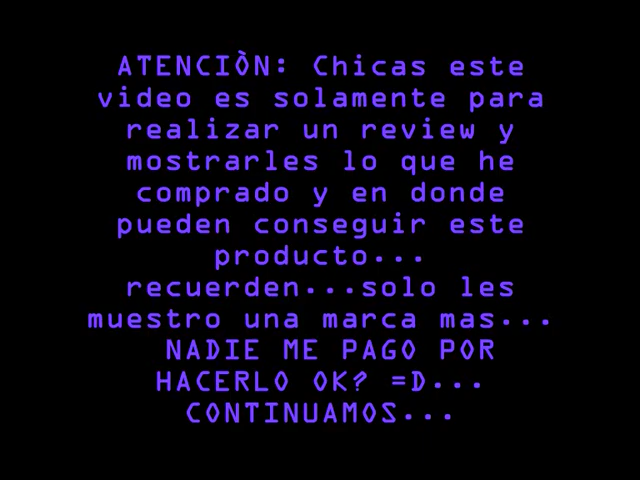 ATENCIÒN: Chicas este
video es solamente para
realizar un review y
mostrarles lo que he
comprado y en donde
pueden conseguir este
producto...
recuerden...solo les
muestro una marca mas...
NADIE ME PAGO POR
HACERLO OK? =D...
CONTINUAMOS...